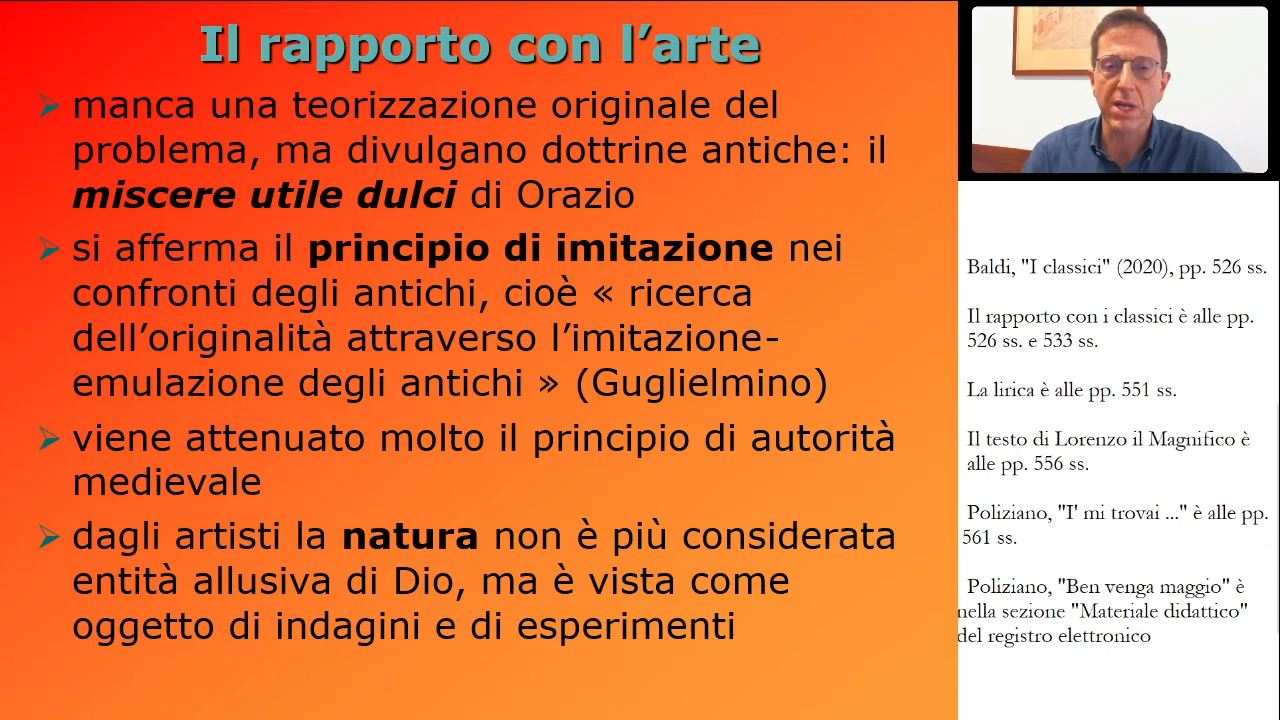 Il rapporto con l’arte
manca una teorizzazione originale del
problema, ma divulgano dottrine antiche: il
miscere utile dulci di Orazio
si afferma il principio di imitazione nei
confronti degli antichi, cioè « ricerca
dell’originalità attraverso l’imitazione-
emulazione degli antichi » (Guglielmino)
viene attenuato molto il principio di autorità
medievale
dagli artisti la natura non è più considerata
entità allusiva di Dio, ma è vista come
oggetto di indagini e di esperimenti
Baldi, "I classici" (2020), pp. 526 ss.
Il rapporto con i classici è alle pp.
526 ss. e 533 ss.
La lirica è alle pp. 551 ss.
Il testo di Lorenzo il Magnifico è
alle pp. 556 ss.
Poliziano, "I' mi trovai ..." è alle pp.
561 ss.
Poliziano, "Ben venga maggio" è
nella sezione "Materiale didattico"
del registro elettronico